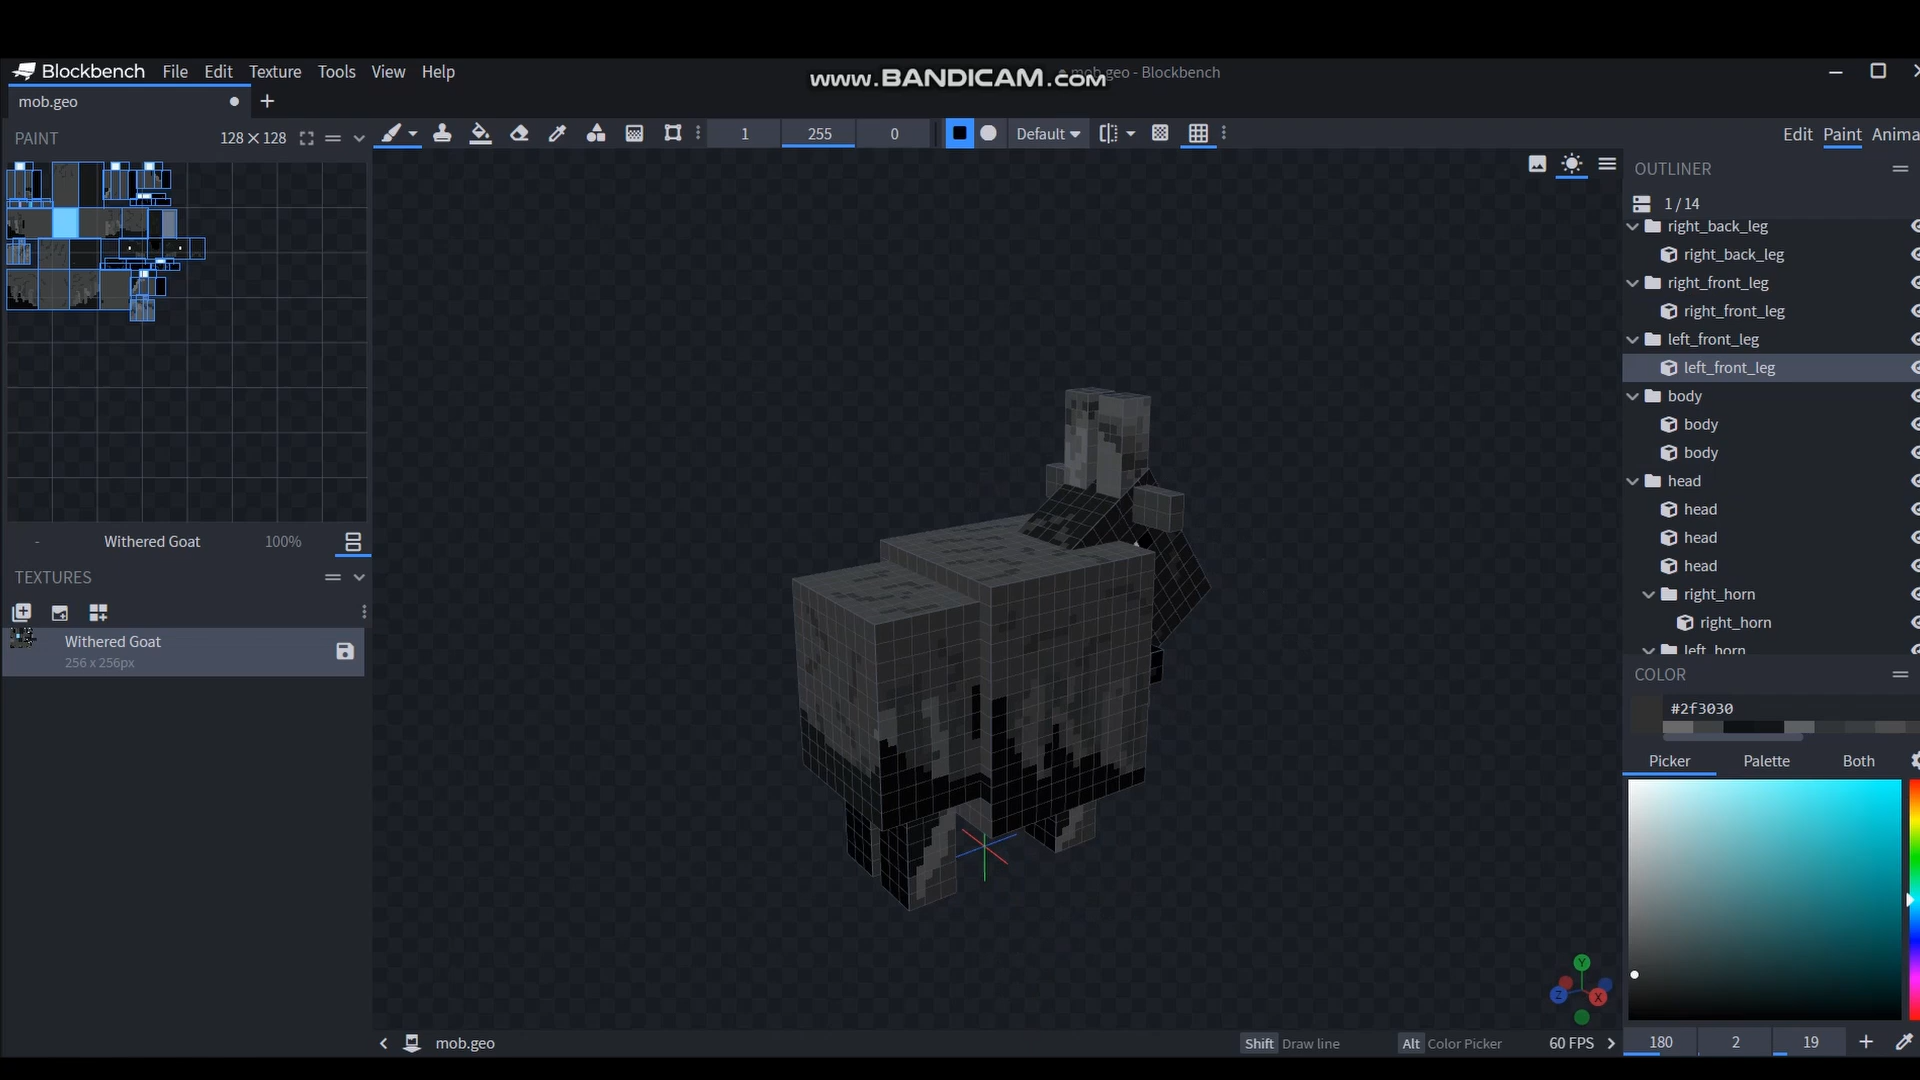 Blockbench File Edit Texture Tools View Help
www.BANDICAM.com
mob.geo - Blockbench
mob.geo
PAINT 128 × 128
1 255 0 Default
Edit Paint Anima
OUTLINER
1 / 14
right_back_leg
right_back_leg
right_front_leg
right_front_leg
left_front_leg
left_front_leg
body
body
body
head
head
head
head
right_horn
right_horn
left_horn
- Withered Goat 100%
TEXTURES
Withered Goat
256 x 256px
COLOR
#2f3030
Picker Palette Both
Y
Z X
mob.geo
Shift Draw line Alt Color Picker 60 FPS
180 2 19